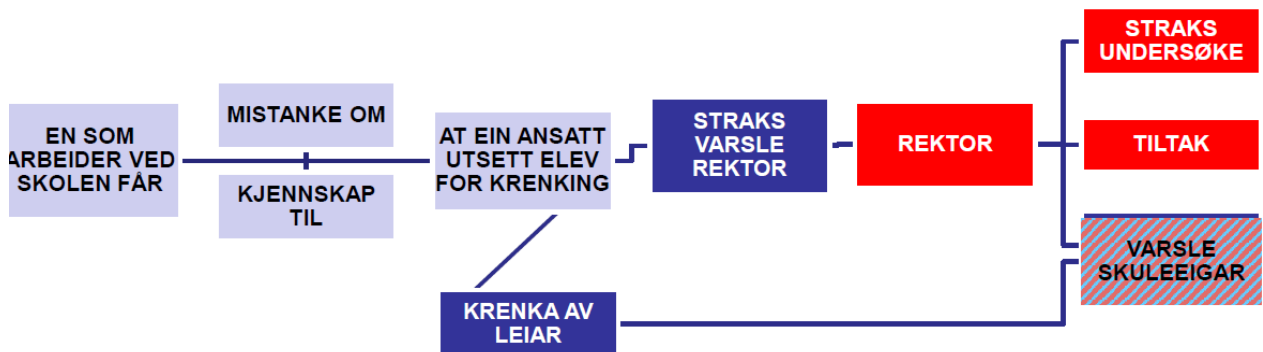 EN SOM
ARBEIDER VED
SKOLEN FÅR
MISTANKE OM
KJENNSKAP
TIL
AT EIN ANSATT
UTSETT ELEV
FOR KRENKING
STRAKS
VARSLE
REKTOR
REKTOR
STRAKS
UNDERSØKE
TILTAK
VARSLE
SKULEEIGAR
KRENKA AV
LEIAR